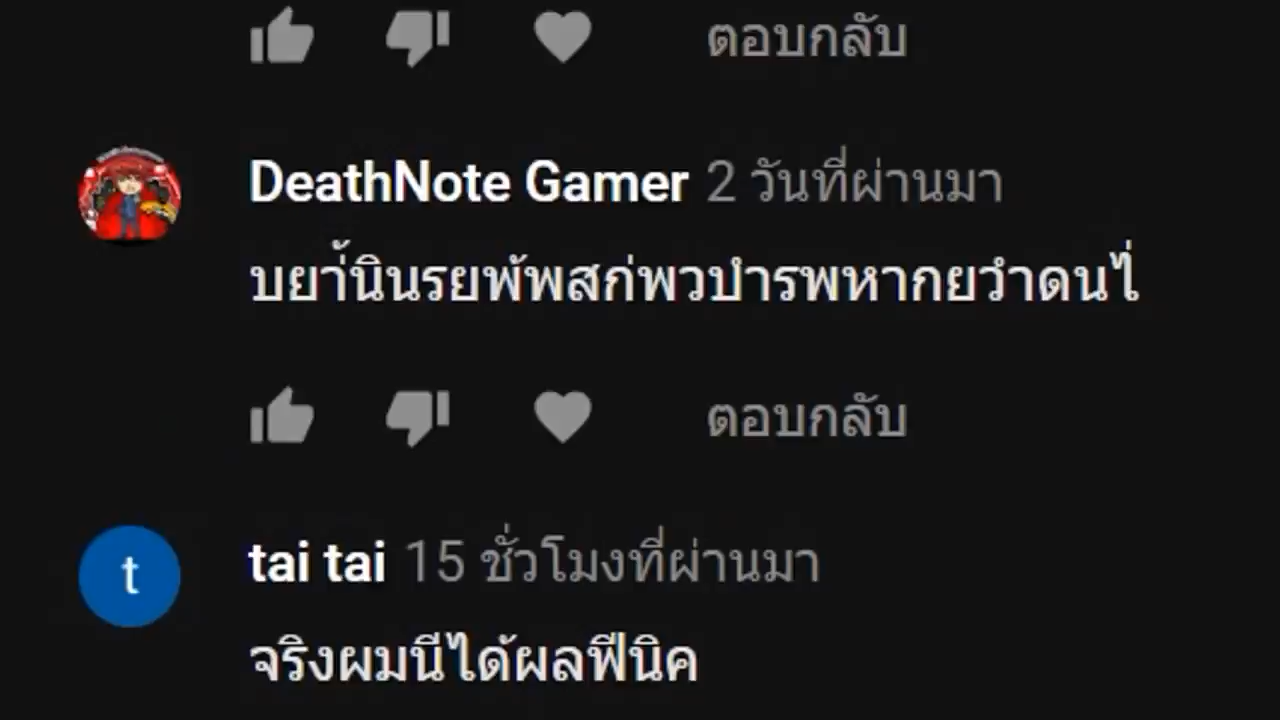 ตอบกลับ
DeathNote Gamer 2 วันที่ผ่านมา
บยา้่นินรยพ้พสก่พวปำรพหากยวำดนไ่
ตอบกลับ
t
tai tai 15 ชั่วโมงที่ผ่านมา
จริงผมนีได้ผลฟีนิค